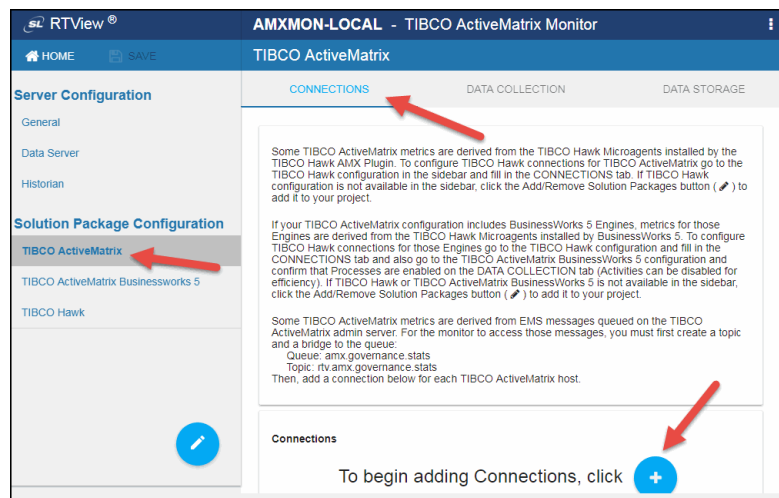 SL RTView ®
AMXMON-LOCAL - TIBCO ActiveMatrix Monitor
HOME
SAVE
TIBCO ActiveMatrix
Server Configuration
General
Data Server
Historian
Solution Package Configuration
TIBCO ActiveMatrix
TIBCO ActiveMatrix Businessworks 5
TIBCO Hawk
CONNECTIONS
DATA COLLECTION
DATA STORAGE
Some TIBCO ActiveMatrix metrics are derived from the TIBCO Hawk Microagents installed by the
TIBCO Hawk AMX Plugin. To configure TIBCO Hawk connections for TIBCO ActiveMatrix go to the
TIBCO Hawk configuration in the sidebar and fill in the CONNECTIONS tab. If TIBCO Hawk
configuration is not available in the sidebar, click the Add/Remove Solution Packages button ( ) to
add it to your project.
If your TIBCO ActiveMatrix configuration includes BusinessWorks 5 Engines, metrics for those
Engines are derived from the TIBCO Hawk Microagents installed by BusinessWorks 5. To configure
TIBCO Hawk connections for those Engines go to the TIBCO Hawk configuration and fill in the
CONNECTIONS tab and also go to the TIBCO ActiveMatrix BusinessWorks 5 configuration and
confirm that Processes are enabled on the DATA COLLECTION tab (Activities can be disabled for
efficiency). If TIBCO Hawk or TIBCO ActiveMatrix BusinessWorks 5 is not available in the sidebar,
click the Add/Remove Solution Packages button ( ) to add it to your project.
Some TIBCO ActiveMatrix metrics are derived from EMS messages queued on the TIBCO
ActiveMatrix admin server. For the monitor to access those messages, you must first create a topic
and a bridge to the queue:
Queue: amx.governance.stats
Topic: rtv.amx.governance.stats
Then, add a connection below for each TIBCO ActiveMatrix host.
Connections
To begin adding Connections, click +